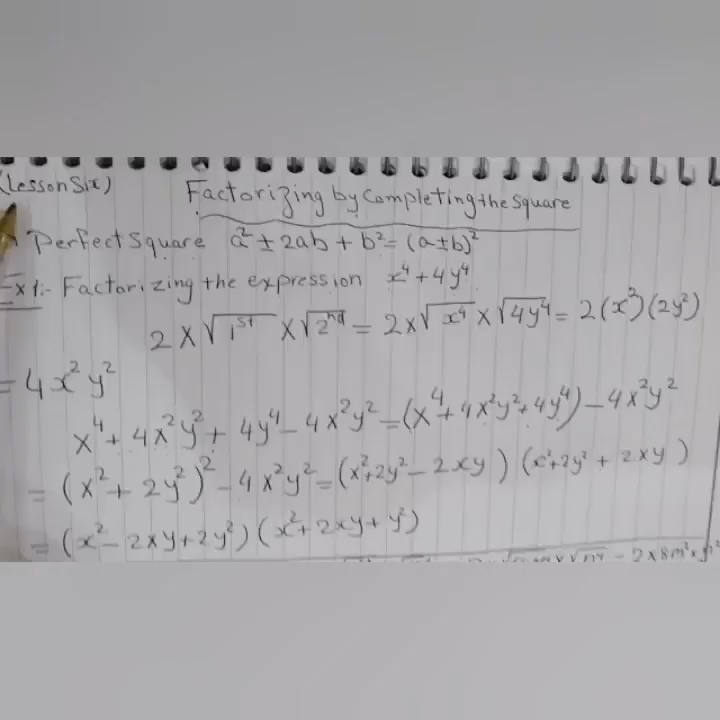 (Lesson Six) Factorizing by Completing the Square
Perfect Square a² ± 2ab + b² = (a±b)²
Ex 1:- Factorizing the expression x⁴ + 4y⁴
2 × √1st × √2nd = 2 × √x⁴ × √4y⁴ = 2(x²)(2y²)
= 4x²y²
x⁴ + 4x²y² + 4y⁴ - 4x²y² = (x⁴ + 4x²y² + 4y⁴) - 4x²y²
= (x² + 2y²)² - 4x²y² = (x²+2y² - 2xy) (x²+2y² + 2xy)
= (x² - 2xy + 2y²) (x² + 2xy + y²)